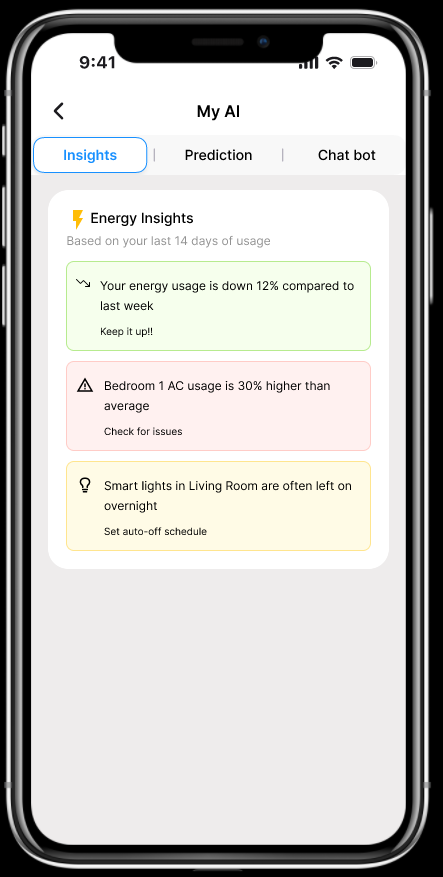 9:41
My AI
Insights | Prediction | Chat bot
Energy Insights
Based on your last 14 days of usage
Your energy usage is down 12% compared to
last week
Keep it up!!
Bedroom 1 AC usage is 30% higher than
average
Check for issues
Smart lights in Living Room are often left on
overnight
Set auto-off schedule